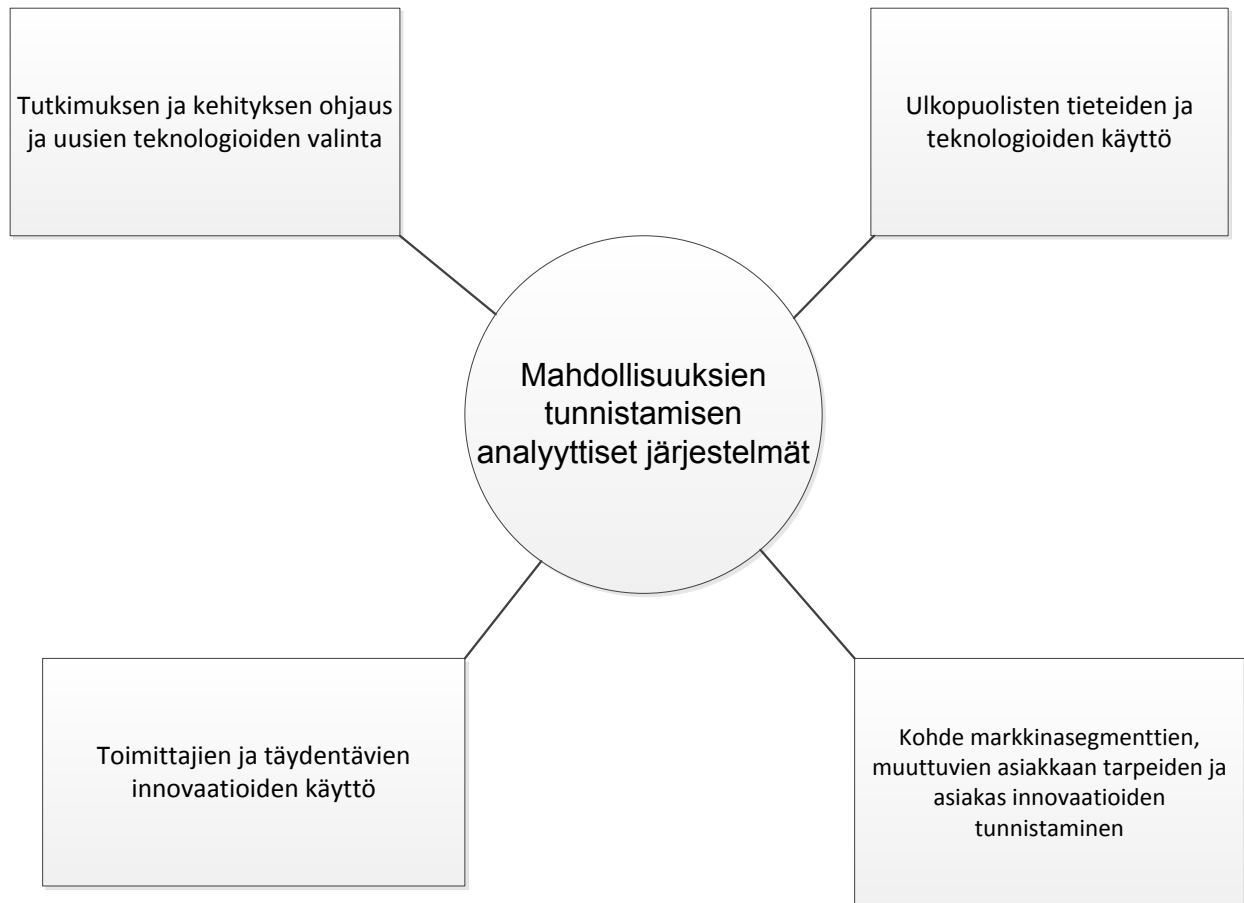 Tutkimuksen ja kehityksen ohjaus
ja uusien teknologioiden valinta
Ulkopuolisten tieteiden ja
teknologioiden käyttö
Mahdollisuuksien
tunnistamisen
analyyttiset järjestelmät
Toimittajien ja täydentävien
innovaatioiden käyttö
Kohde markkinasegmenttien,
muuttuvien asiakkaan tarpeiden ja
asiakas innovaatioiden
tunnistaminen